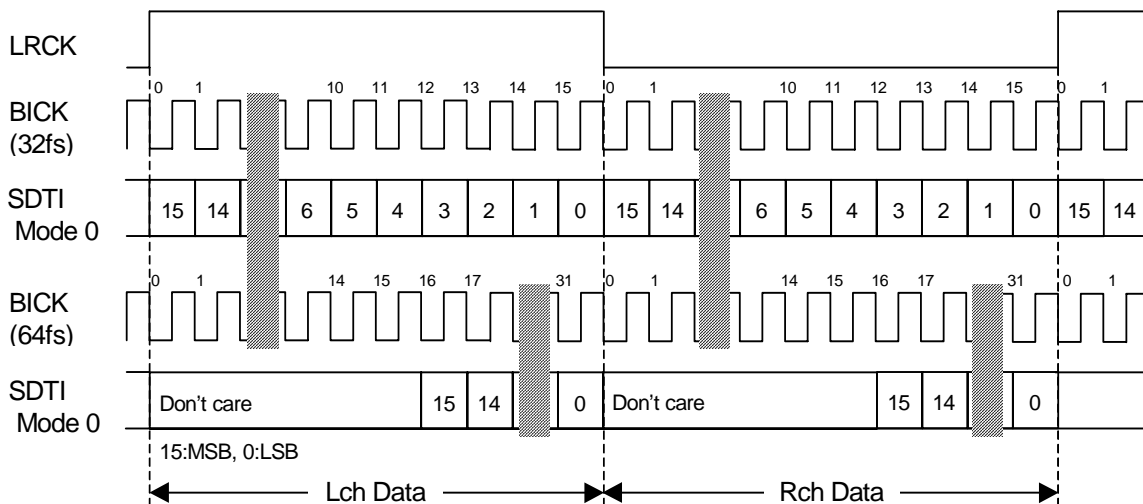 LRCK
0 1 10 11 12 13 14 15 0 1 10 11 12 13 14 15 0 1
BICK
(32fs)
SDTI
Mode 0
15 14 6 5 4 3 2 1 0 15 14 6 5 4 3 2 1 0 15 14
0 1 14 15 16 17 31 0 1 14 15 16 17 31 0 1
BICK
(64fs)
SDTI
Mode 0
Don't care 15 14 0 Don't care 15 14 0
15:MSB, 0:LSB
Lch Data Rch Data